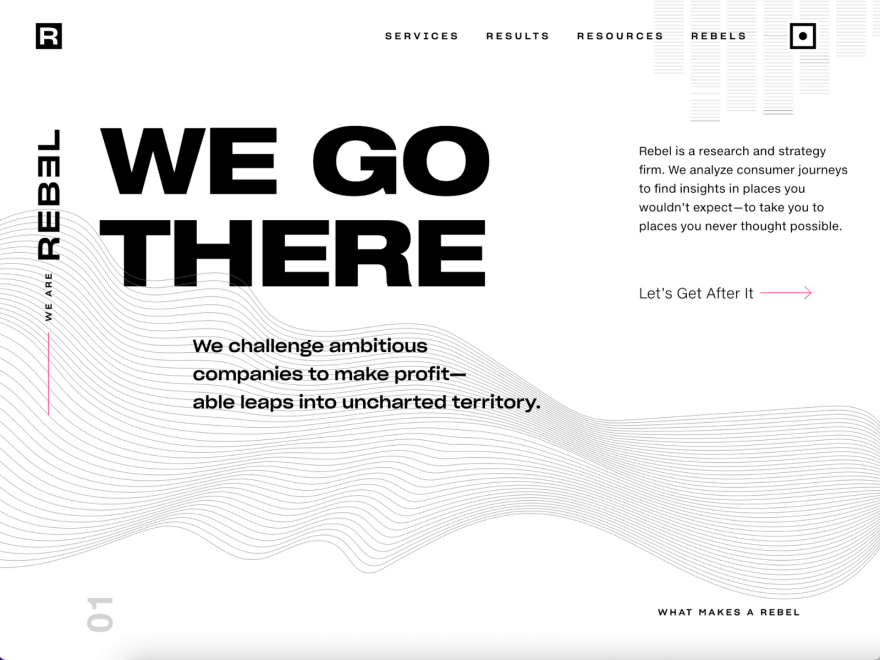 R
SERVICES
RESULTS
RESOURCES
REBELS
WE ARE REBEL
WE GO
THERE
We challenge ambitious
companies to make profit—
able leaps into uncharted territory.
Rebel is a research and strategy
firm. We analyze consumer journeys
to find insights in places you
wouldn't expect—to take you to
places you never thought possible.
Let's Get After It
01
WHAT MAKES A REBEL